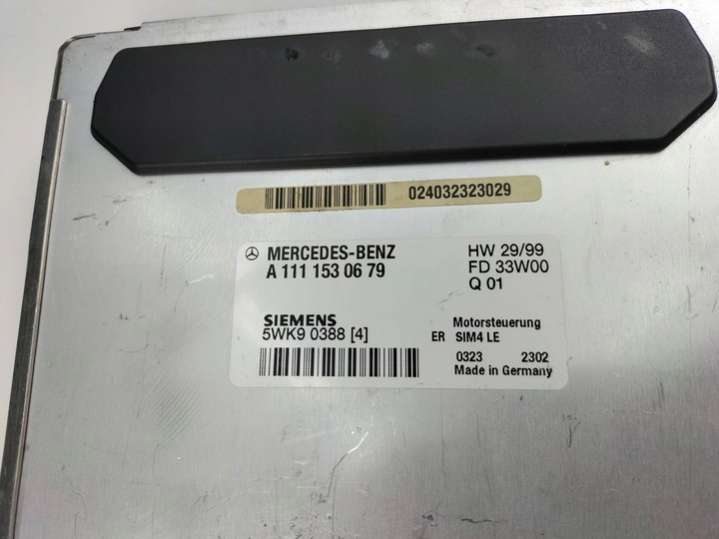 024032323029
MERCEDES-BENZ
A 111 153 06 79
HW 29/99
FD 33W00
Q 01
SIEMENS
5WK9 0388 [4]
Motorsteuerung
ER SIM4 LE
0323 2302
Made in Germany